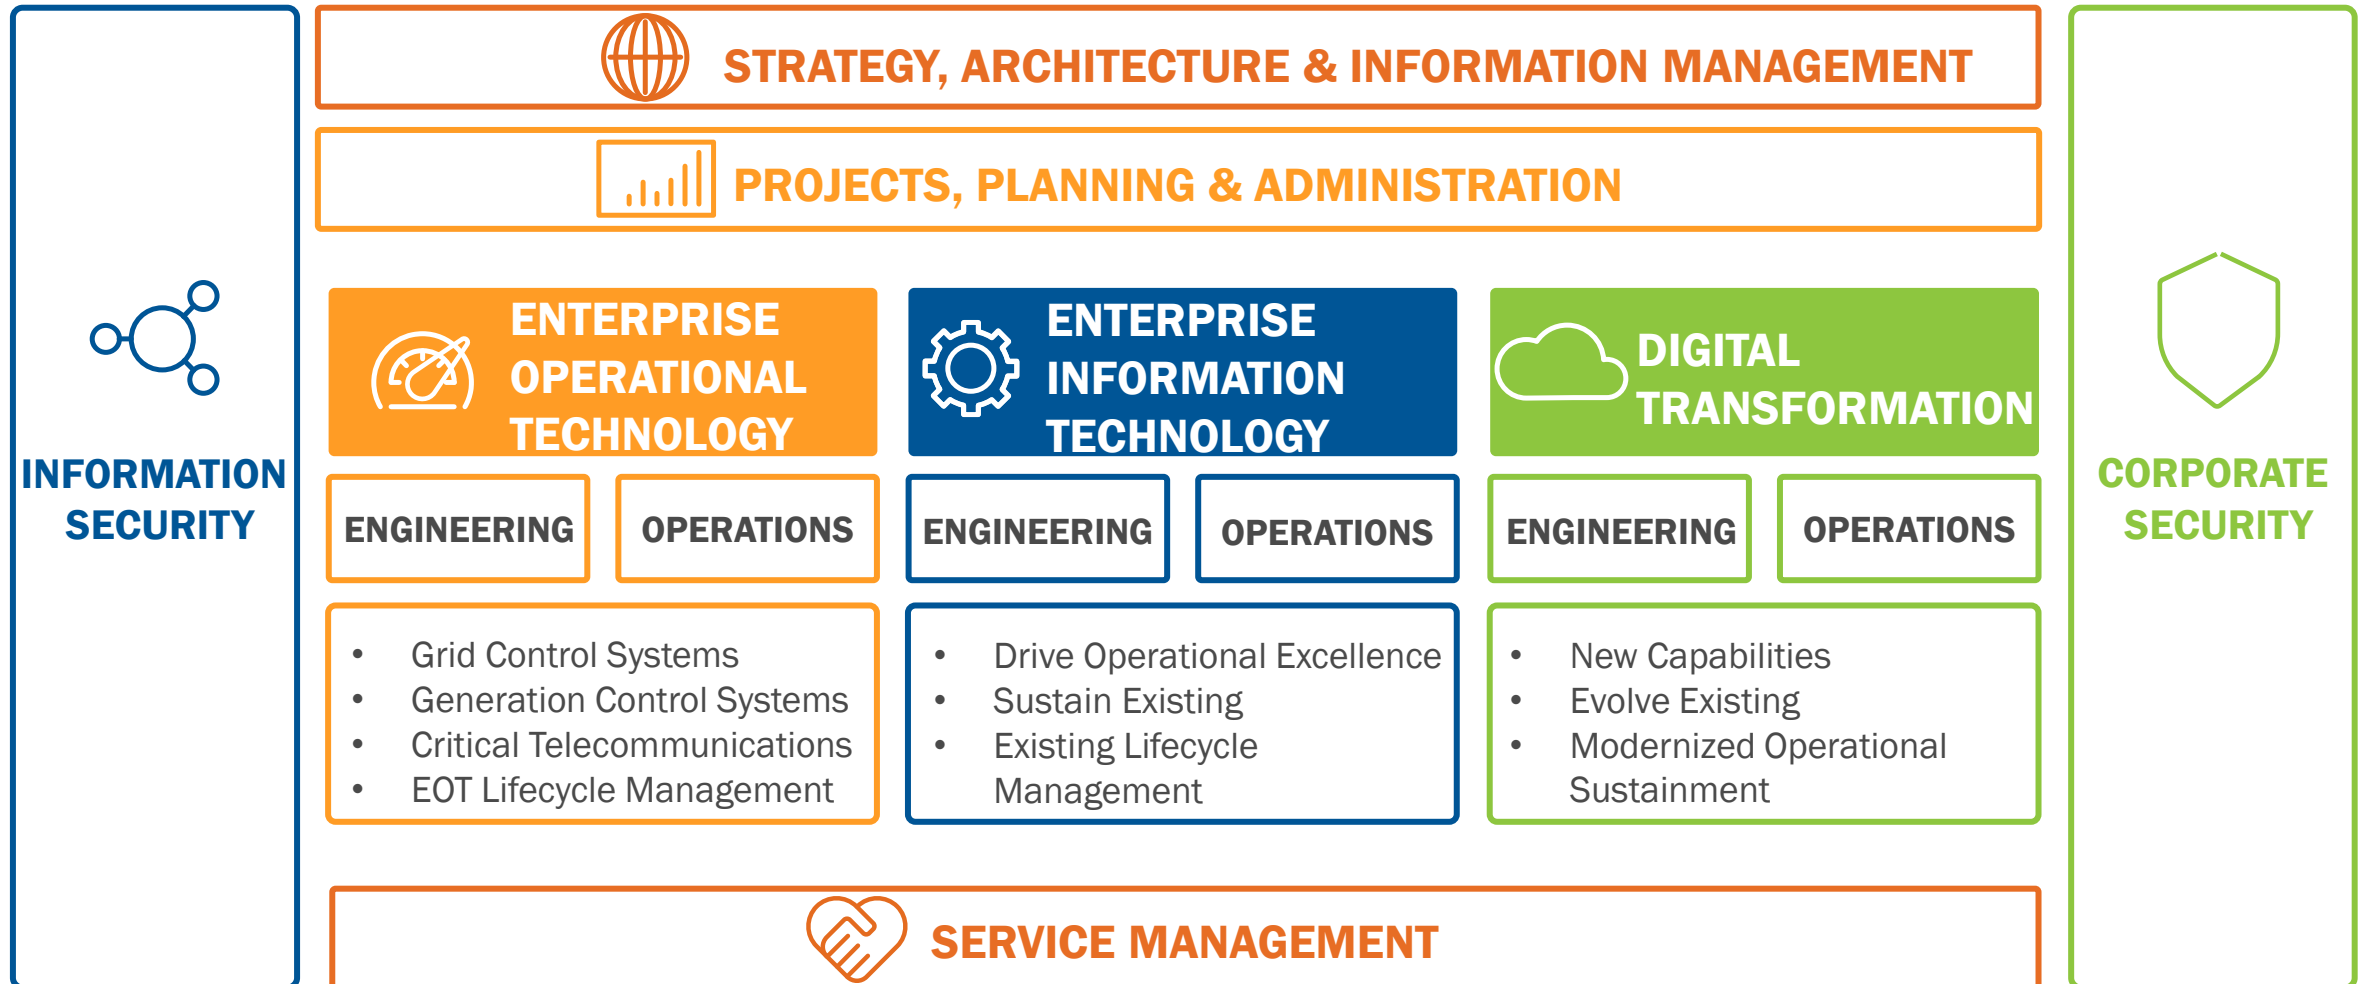 STRATEGY, ARCHITECTURE & INFORMATION MANAGEMENT
PROJECTS, PLANNING & ADMINISTRATION
INFORMATION
SECURITY
ENTERPRISE
OPERATIONAL
TECHNOLOGY
ENGINEERING
OPERATIONS
• Grid Control Systems
• Generation Control Systems
• Critical Telecommunications
• EOT Lifecycle Management
ENTERPRISE
INFORMATION
TECHNOLOGY
ENGINEERING
OPERATIONS
• Drive Operational Excellence
• Sustain Existing
• Existing Lifecycle
Management
DIGITAL
TRANSFORMATION
ENGINEERING
OPERATIONS
• New Capabilities
• Evolve Existing
• Modernized Operational
Sustainment
CORPORATE
SECURITY
SERVICE MANAGEMENT